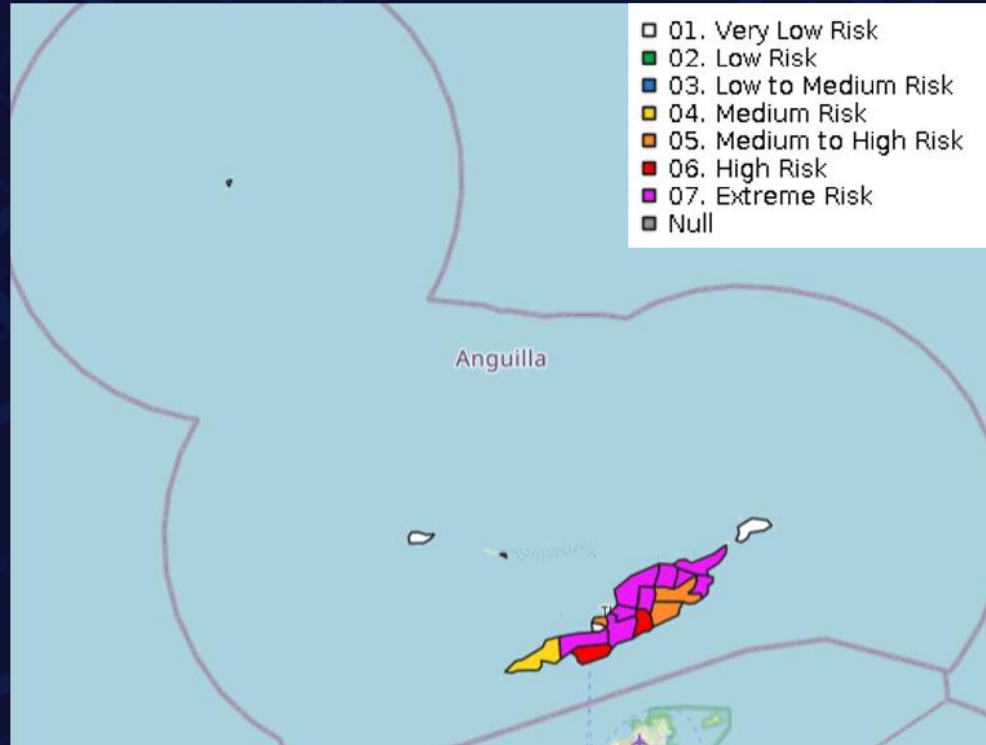 01. Very Low Risk
02. Low Risk
03. Low to Medium Risk
04. Medium Risk
05. Medium to High Risk
06. High Risk
07. Extreme Risk
Null
Anguilla